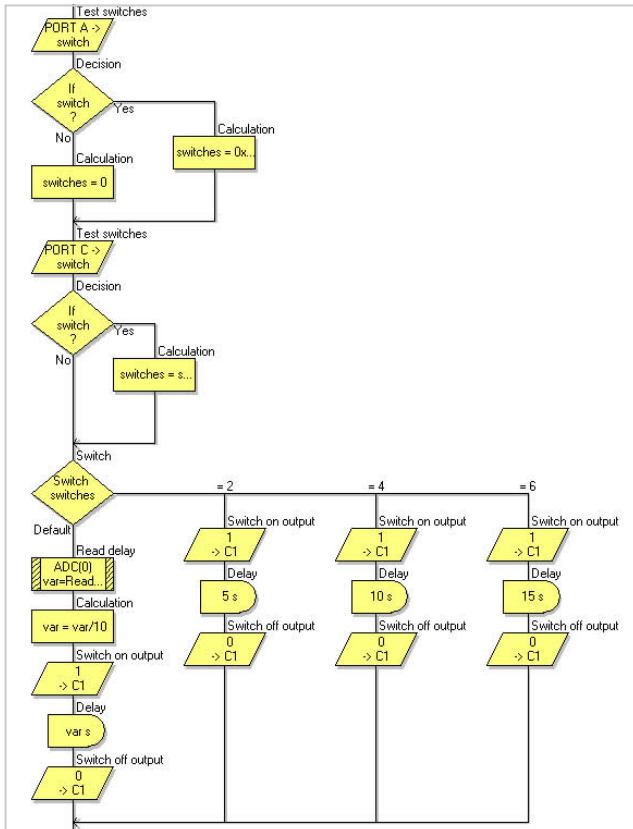 Test switches
PORT A ->
switch
Decision
If
switch
?
Yes
No
Calculation
switches = 0x...
Calculation
switches = 0
Test switches
PORT C ->
switch
Decision
If
switch
?
Yes
No
Calculation
switches = s...
Switch
Switch
switches
= 2
= 4
= 6
Default
Read delay
ADC(0)
var=Read...
Calculation
var = var/10
Switch on output
1
-> C1
Delay
var s
Switch off output
0
-> C1
Switch on output
1
-> C1
Delay
5 s
Switch off output
0
-> C1
Switch on output
1
-> C1
Delay
10 s
Switch off output
0
-> C1
Switch on output
1
-> C1
Delay
15 s
Switch off output
0
-> C1